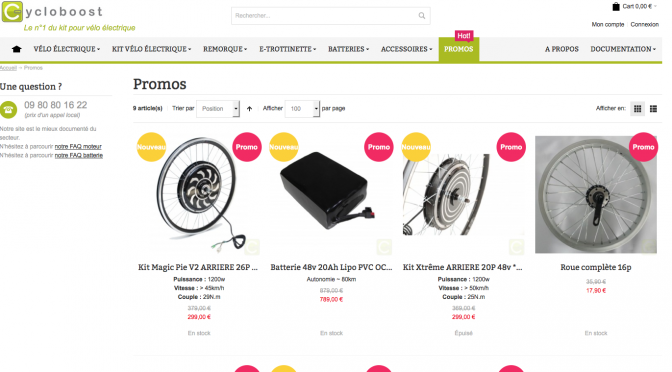 Cycloboost
Le n°1 du kit pour vélo électrique
Rechercher...
Cart 0,00 €
Mon compte Connexion
VÉLO ÉLECTRIQUE KIT VÉLO ÉLECTRIQUE REMORQUE E-TROTTINETTE BATTERIES ACCESSOIRES PROMOS A PROPOS DOCUMENTATION
Hot!
Accueil » Promos
Une question ?
09 80 80 16 22
(prix d'un appel local)
Notre site est le mieux documenté du
secteur.
N'hésitez à parcourir notre FAQ moteur
N'hésitez à parcourir notre FAQ batterie
Promos
9 article(s) Trier par Position Afficher 100 par page Afficher en:
Nouveau Promo
Promo
Nouveau Promo
Promo
Kit Magic Pie V2 ARRIERE 26P ...
Puissance : 1200w
Vitesse : > 45km/h
Couple : 29N.m
379,00 €
299,00 €
En stock
Batterie 48v 20Ah Lipo PVC OC...
Autonomie ~ 80km
879,00 €
789,00 €
En stock
Kit Xtrême ARRIERE 20P 48v *...
Puissance : 1200w
Vitesse : > 50km/h
Couple : 25N.m
369,00 €
299,00 €
Épuisé
Roue complète 16p
35,90 €
17,90 €
En stock